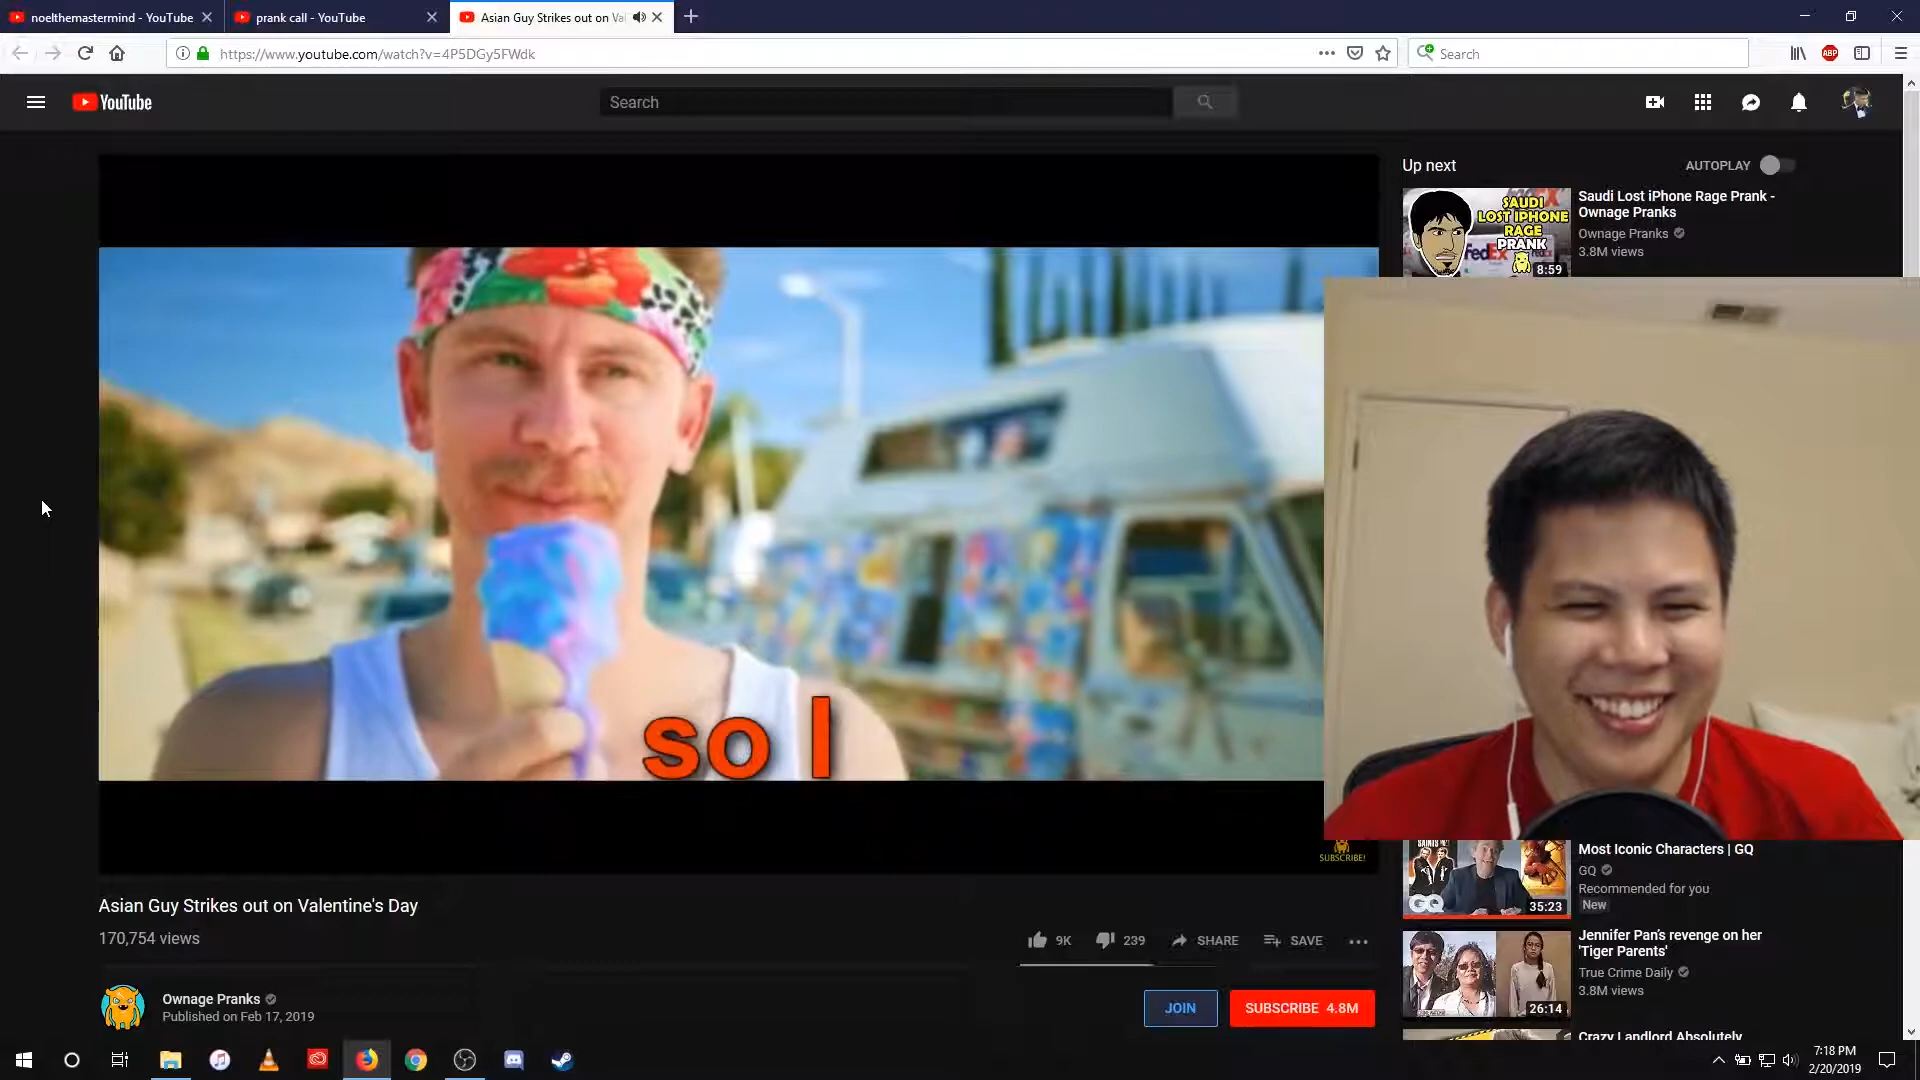 noelthemastermind - YouTube
prank call - YouTube
Asian Guy Strikes out on Val
https://www.youtube.com/watch?v=4P5DGy5FWdk
Search
ABP
YouTube
Search
Up next
AUTOPLAY
SAUDI
LOST IPHONE
RAGE
PRANK
FedEx
8:59
Saudi Lost iPhone Rage Prank -
Ownage Pranks
Ownage Pranks
3.8M views
so I
SUBSCRIBE!
Most Iconic Characters | GQ
GQ
Recommended for you
New
GQ
35:23
Jennifer Pan's revenge on her
'Tiger Parents'
True Crime Daily
3.8M views
26:14
Crazy Landlord Absolutely
Asian Guy Strikes out on Valentine's Day
170,754 views
9K
239
SHARE
SAVE
Ownage Pranks
Published on Feb 17, 2019
JOIN
SUBSCRIBE 4.8M
7:18 PM
2/20/2019